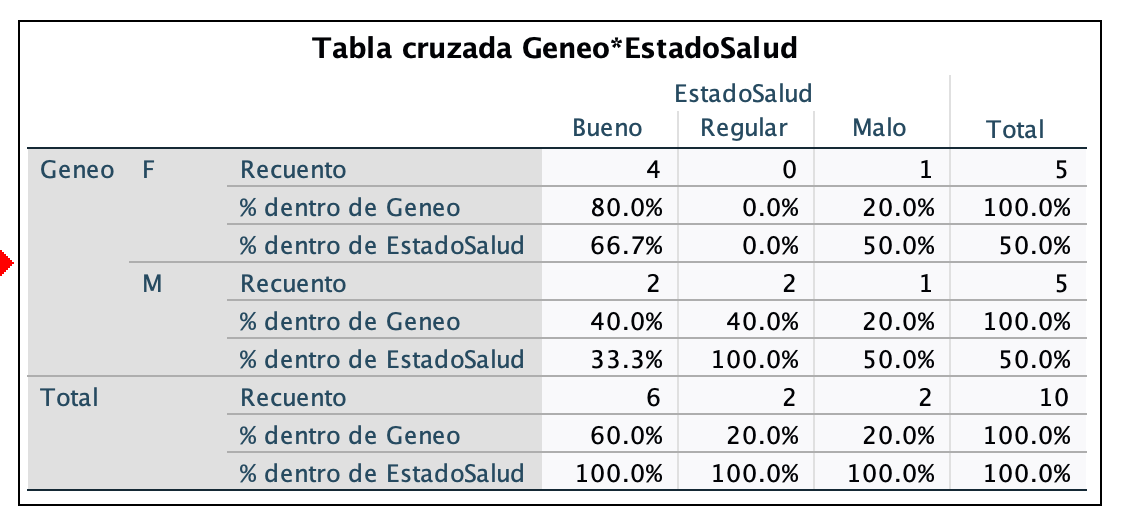 Tabla cruzada Geneo*EstadoSalud
EstadoSalud
Bueno Regular Malo Total
Geneo F Recuento 4 0 1 5
% dentro de Geneo 80.0% 0.0% 20.0% 100.0%
% dentro de EstadoSalud 66.7% 0.0% 50.0% 50.0%
M Recuento 2 2 1 5
% dentro de Geneo 40.0% 40.0% 20.0% 100.0%
% dentro de EstadoSalud 33.3% 100.0% 50.0% 50.0%
Total Recuento 6 2 2 10
% dentro de Geneo 60.0% 20.0% 20.0% 100.0%
% dentro de EstadoSalud 100.0% 100.0% 100.0% 100.0%